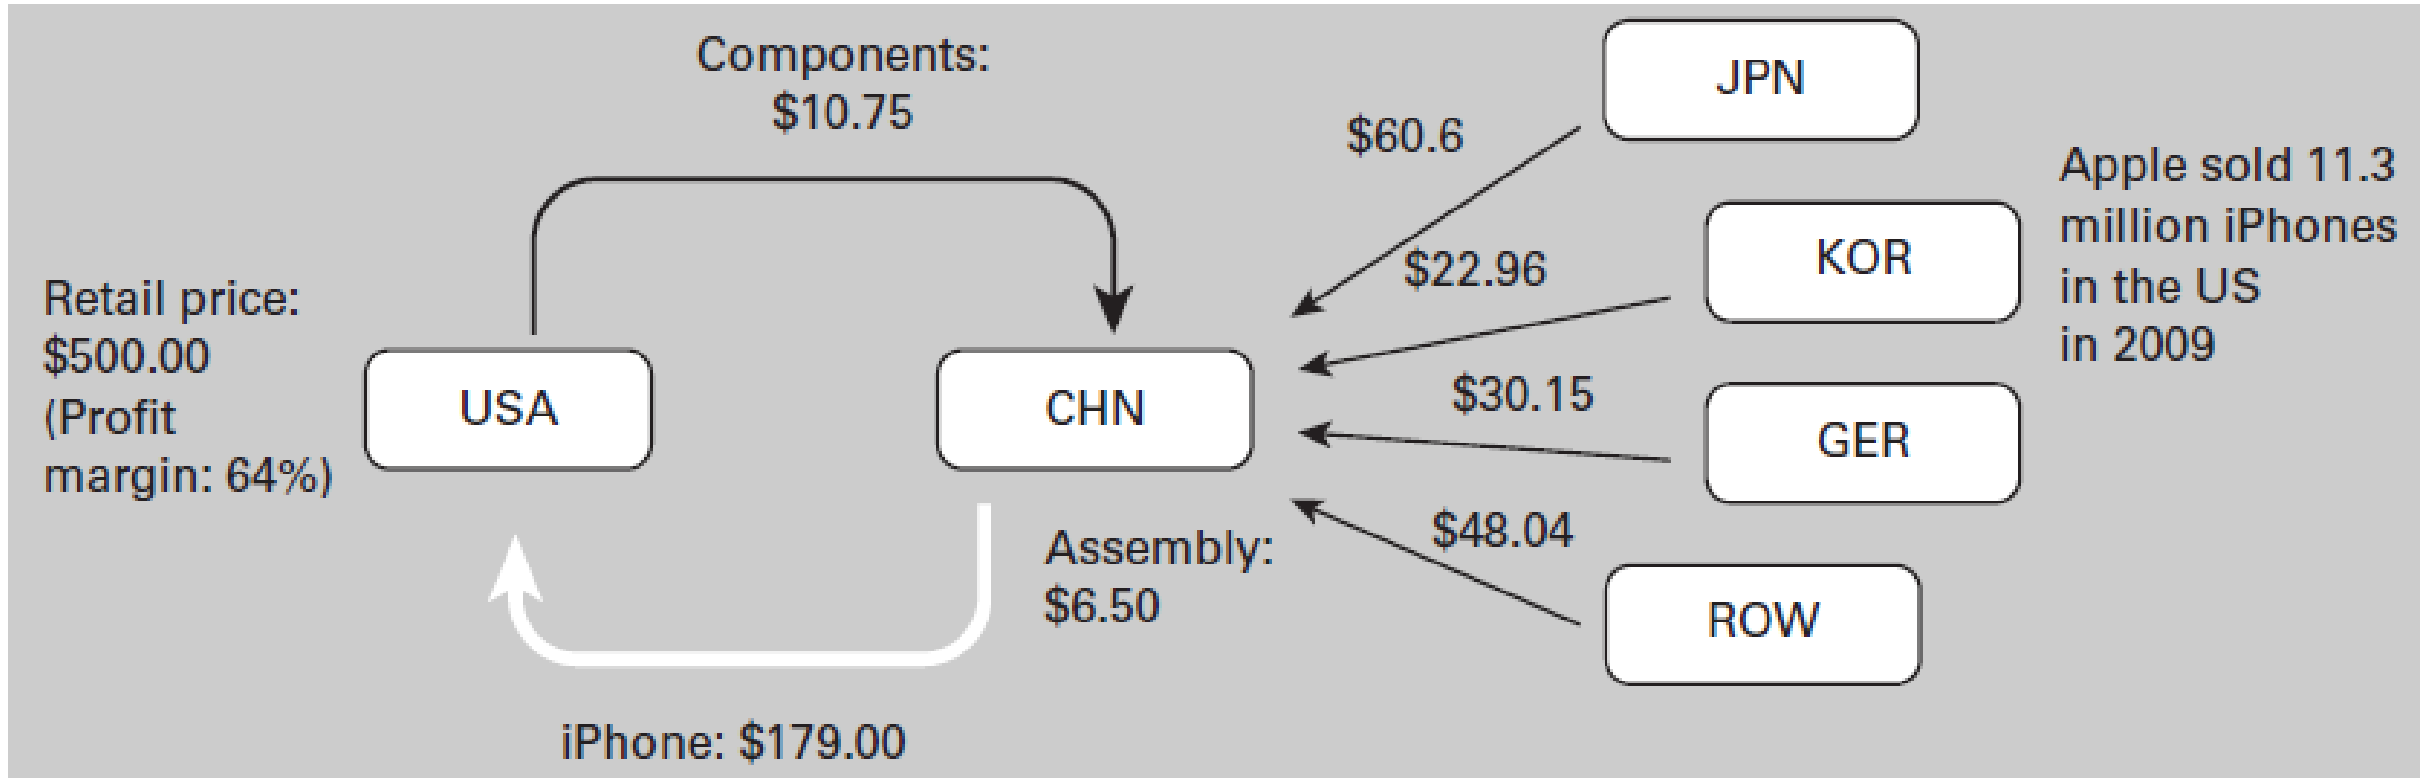 Components:
$10.75
JPN
$60.6
Apple sold 11.3
million iPhones
in the US
in 2009
KOR
$22.96
Retail price:
$500.00
(Profit
margin: 64%)
USA
CHN
$30.15
GER
$48.04
Assembly:
$6.50
ROW
iPhone: $179.00